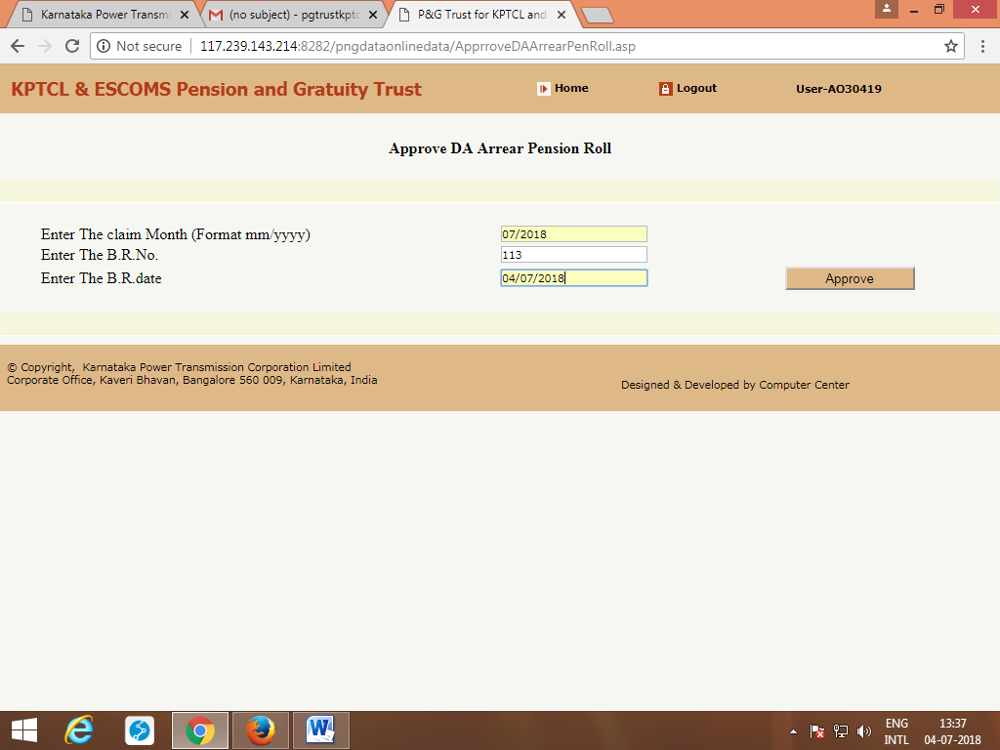 Karnataka Power Transm
(no subject) - pgtrustkptc
P&G Trust for KPTCL and
Not secure
117.239.143.214:8282/pngdataonlinedata/ApprroveDAArrearPenRoll.asp
KPTCL & ESCOMS Pension and Gratuity Trust
Home
Logout
User-AO30419
Approve DA Arrear Pension Roll
Enter The claim Month (Format mm/yyyy)
07/2018
Enter The B.R.No.
113
Enter The B.R.date
04/07/2018
Approve
© Copyright, Karnataka Power Transmission Corporation Limited
Corporate Office, Kaveri Bhavan, Bangalore 560 009, Karnataka, India
Designed & Developed by Computer Center
ENG
INTL
13:37
04-07-2018